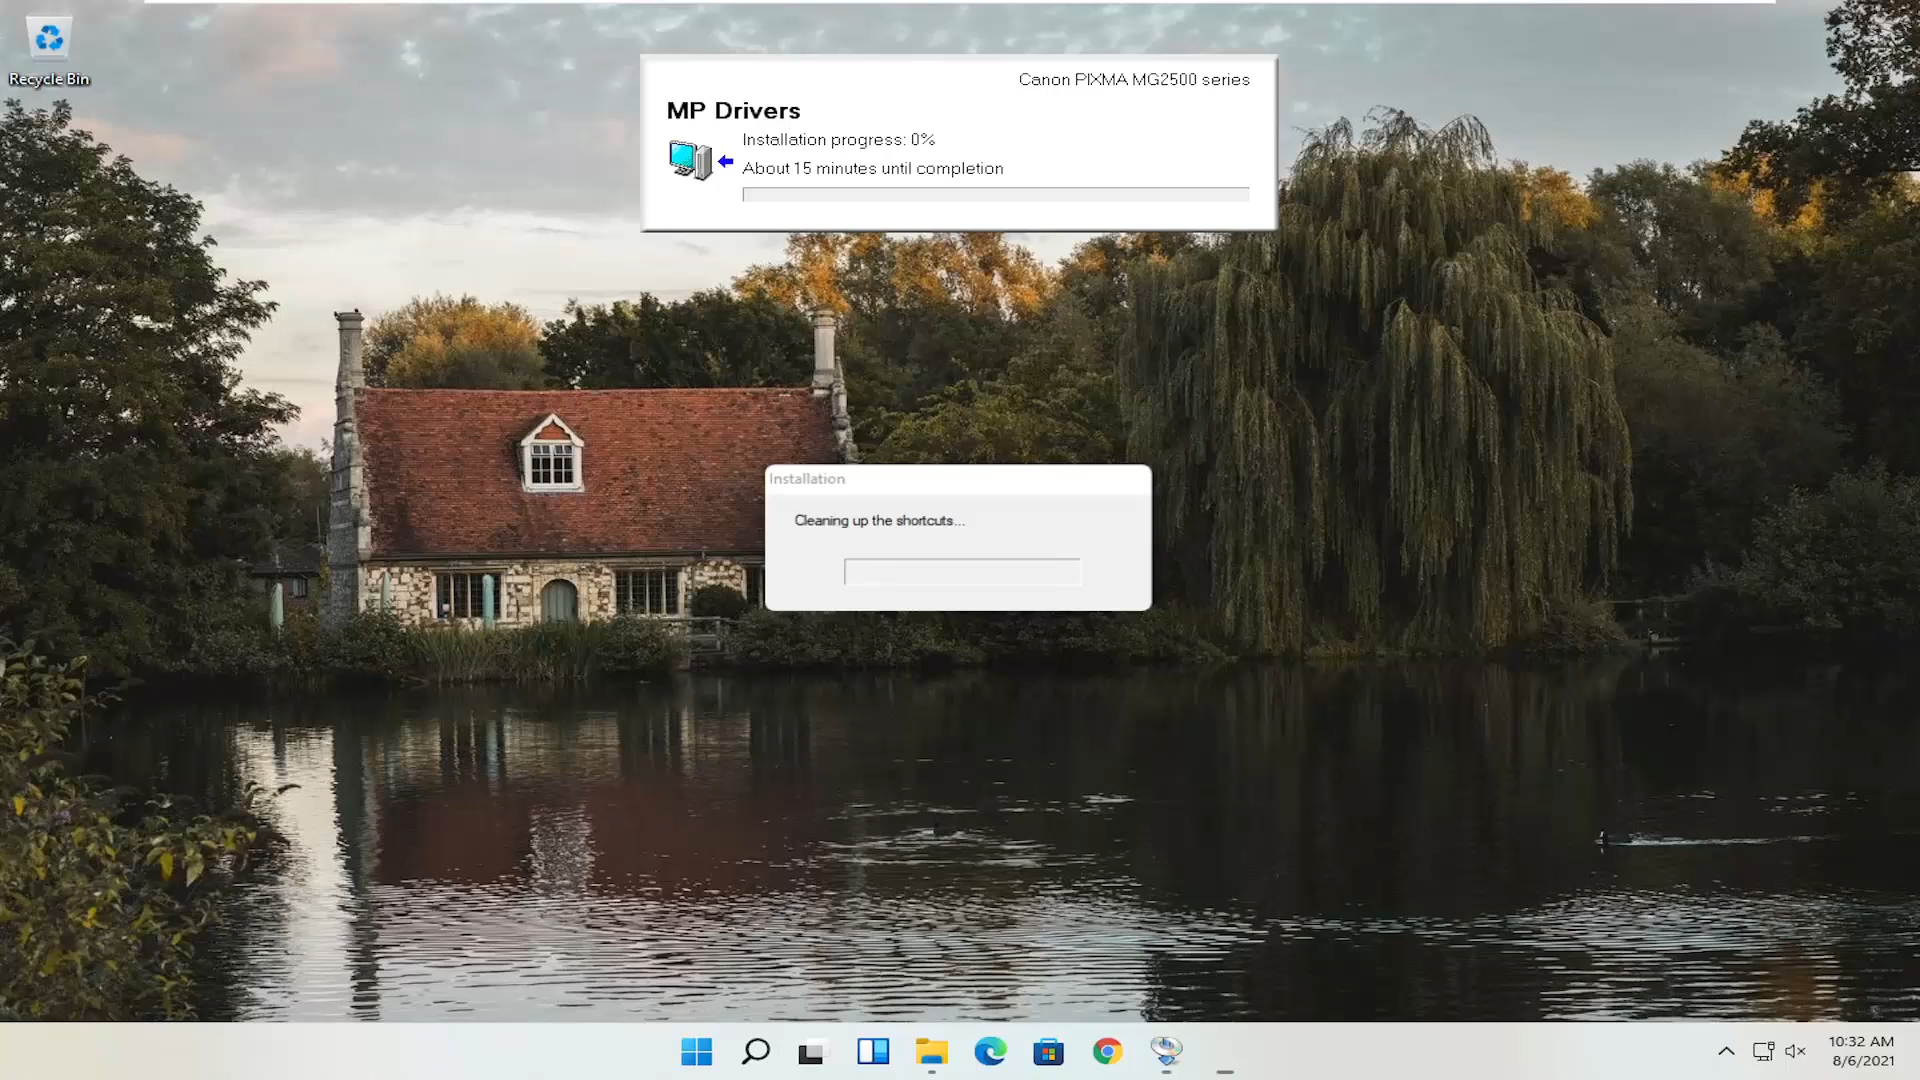 Recycle Bin
Canon PIXMA MG2500 series
MP Drivers
Installation progress: 0%
About 15 minutes until completion
Installation
Cleaning up the shortcuts...
10:32 AM
8/6/2021